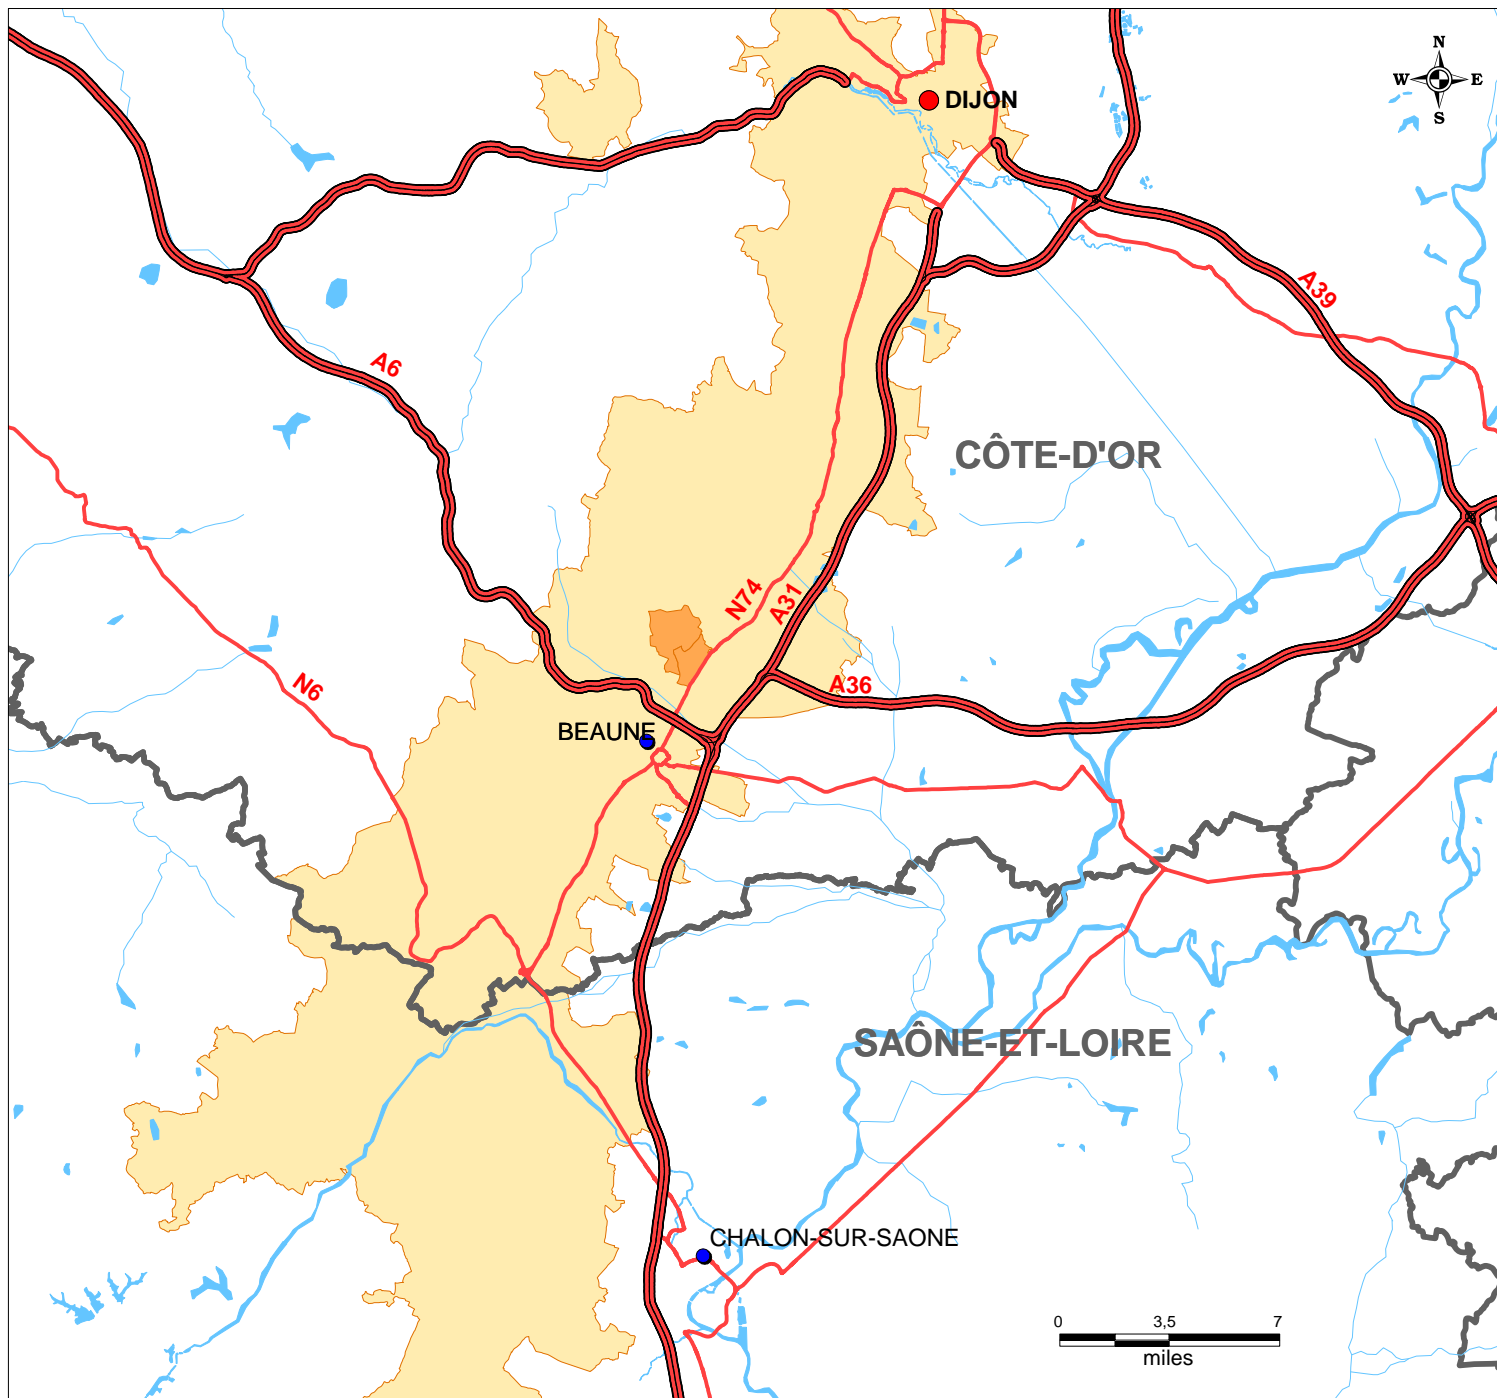 N
W E
S
DIJON
A39
A6
CÔTE-D'OR
N74
A31
N6
A36
BEAUNE
SAÔNE-ET-LOIRE
CHALON-SUR-SAONE
0 3,5 7
miles